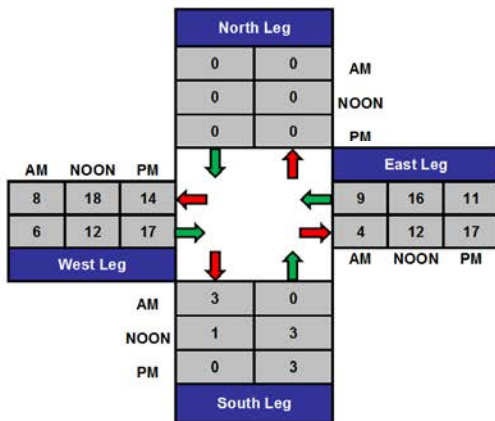 North Leg
0 0 AM
0 0 NOON
0 0 PM
AM NOON PM East Leg
8 18 14 9 16 11
6 12 17 4 12 17
West Leg AM NOON PM
AM 3 0
NOON 1 3
PM 0 3
South Leg